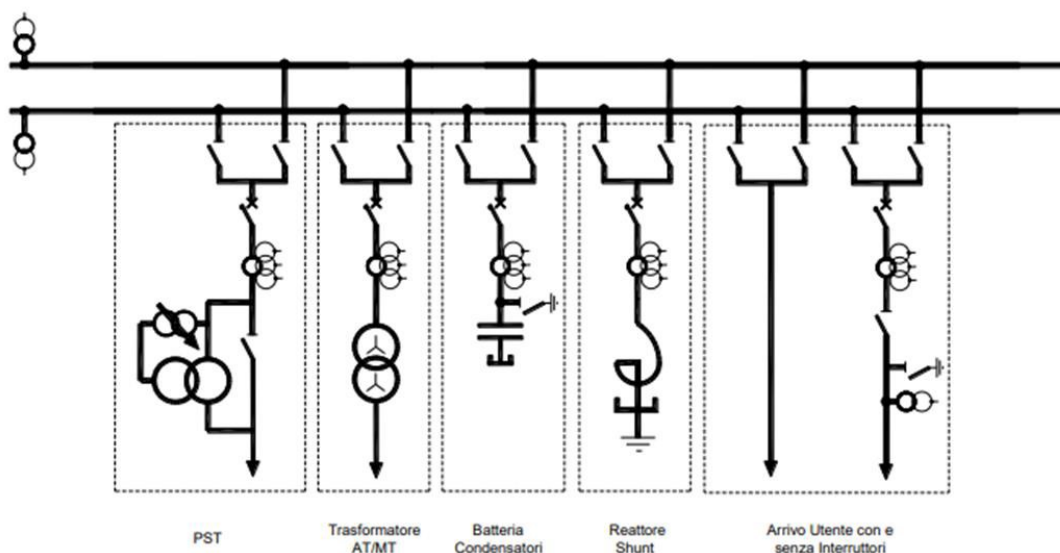 PST
Trasformatore
AT/MT
Batteria
Condensatori
Reattore
Shunt
Arrivo Utente con e
senza Interruttori